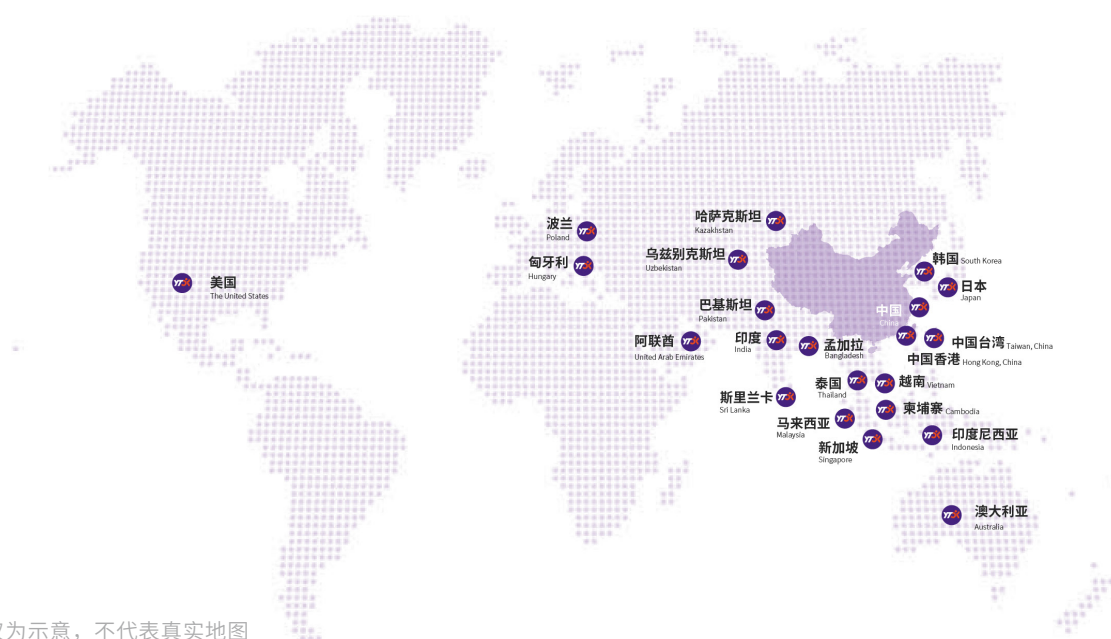 波兰
Poland
匈牙利
Hungary
美国
The United States
哈萨克斯坦
Kazakhstan
乌兹别克斯坦
Uzbekistan
巴基斯坦
Pakistan
阿联酋
United Arab Emirates
印度
India
孟加拉
Bangladesh
斯里兰卡
Sri Lanka
韩国 South Korea
日本
Japan
中国
China
中国台湾 Taiwan, China
中国香港 Hong Kong, China
泰国
Thailand
越南 Vietnam
柬埔寨 Cambodia
马来西亚
Malaysia
新加坡
Singapore
印度尼西亚
Indonesia
澳大利亚
Australia
为示意，不代表真实地图